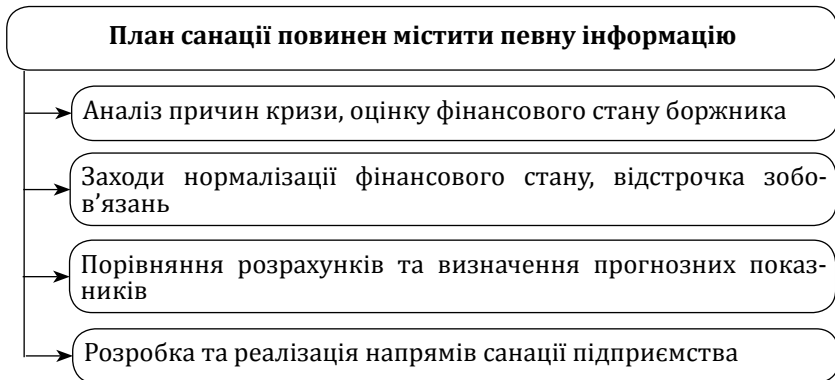 План санації повинен містити певну інформацію
Аналіз причин кризи, оцінку фінансового стану боржника
Заходи нормалізації фінансового стану, відстрочка зобо-
в’язань
Порівняння розрахунків та визначення прогнозних показ-
ників
Розробка та реалізація напрямів санації підприємства